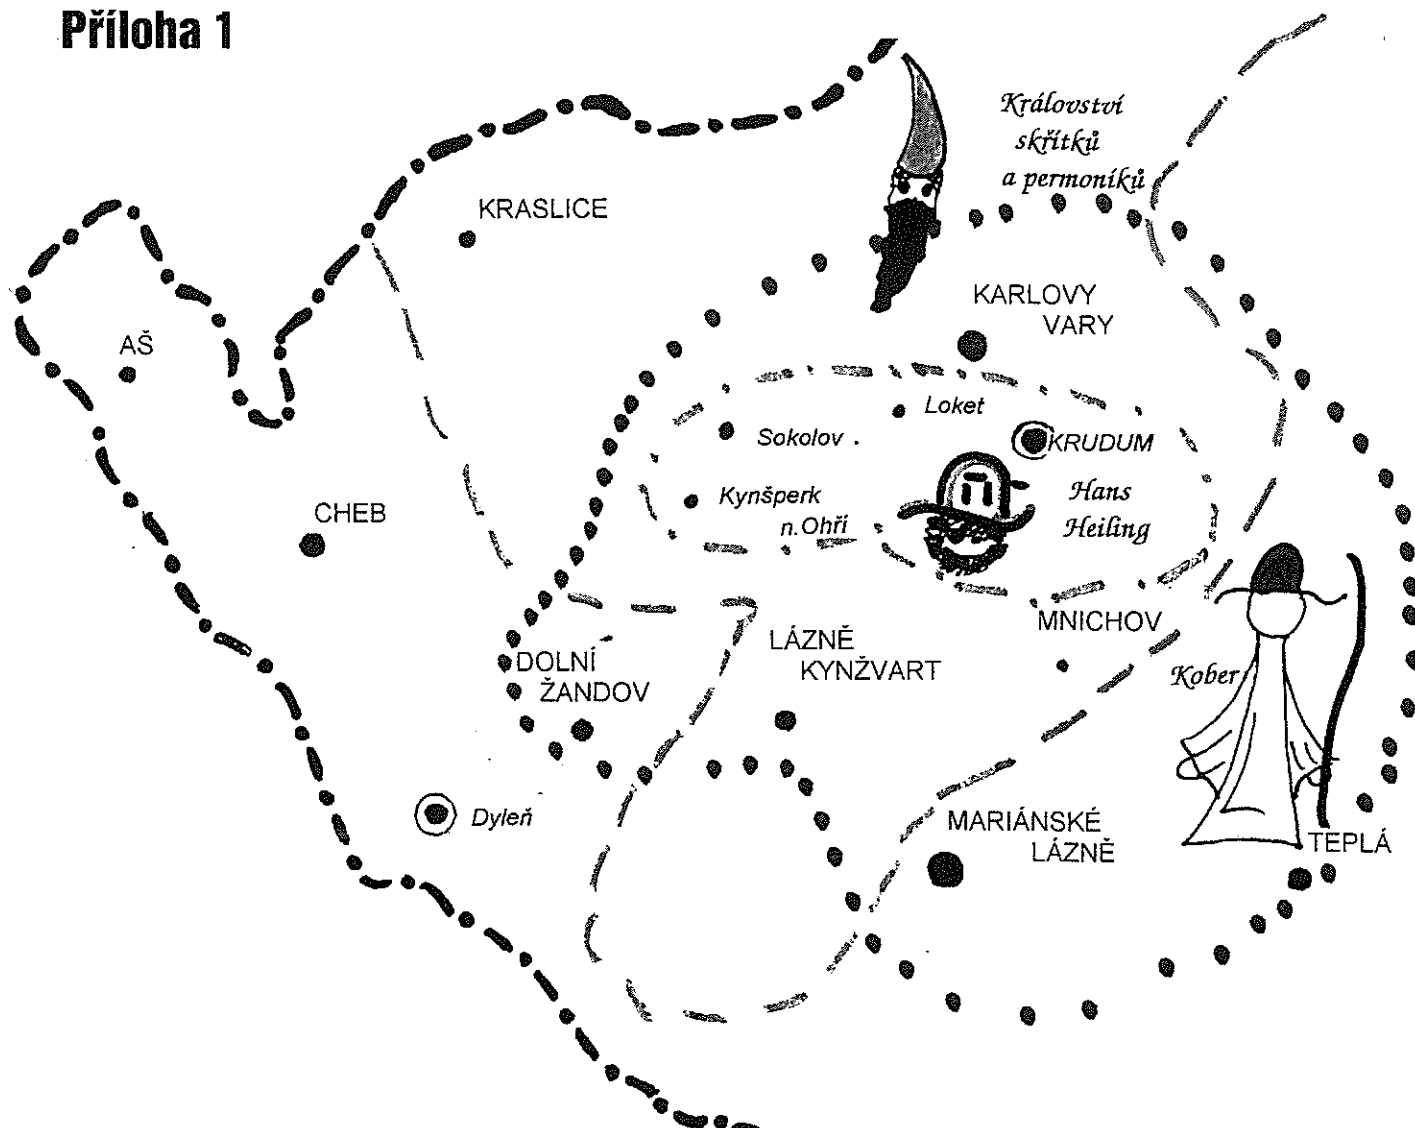 Příloha 1
Království
skřítků
a permoníků
KRASLICE
KARLOVY
VARY
AŠ
Loket
Sokolov
KRUDUM
Kynšperk
n.Ohří
Hans
Heiling
CHEB
MNICHOV
LÁZNĚ
KYNŽVART
DOLNÍ
ŽANDOV
Kober
Dyleň
MARIÁNSKÉ
LÁZNĚ
TEPLÁ